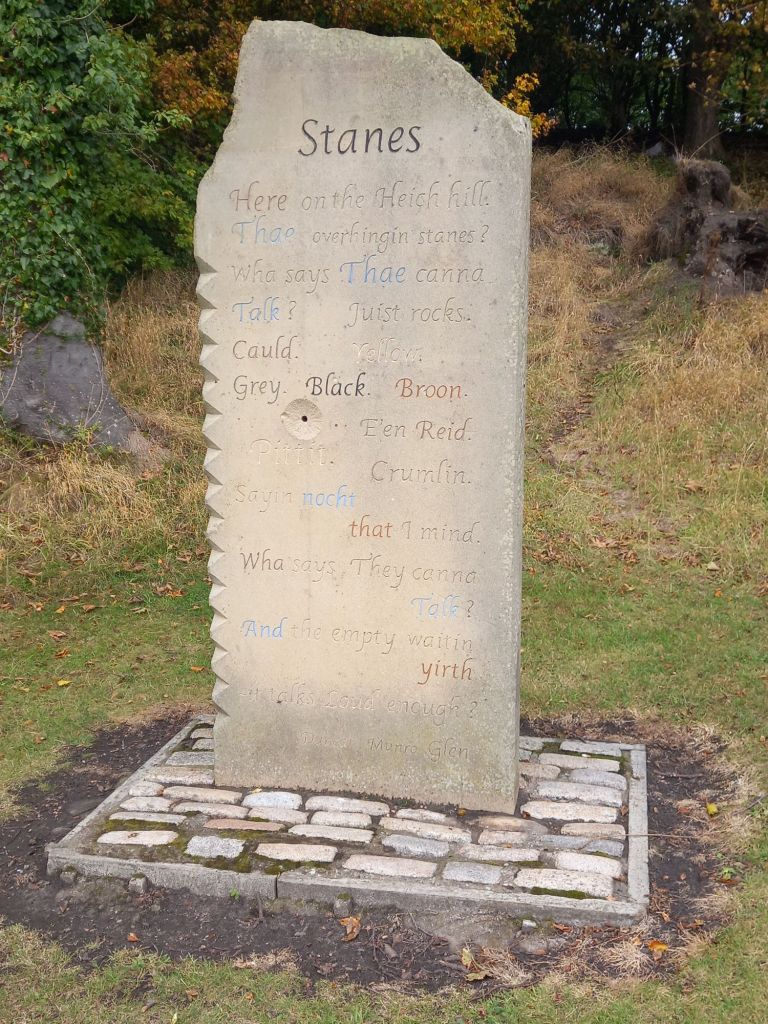 Stanes
Here on the Heich hill.
Thae overhingin stanes?
Wha says Thae canna
Talk? Juist rocks.
Cauld. Yellow.
Grey. Black. Broon.
E'en Reid.
Pittit.
Crumlin.
Sayin nocht
that I mind.
Wha says They canna
Talk?
And the empty waitin
yirth
it talks Loud enough?
Munro Glen